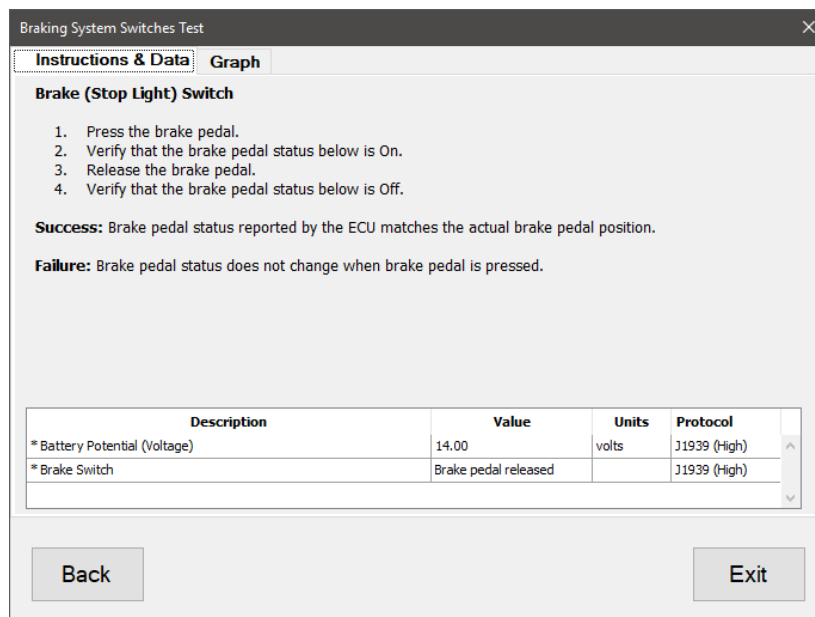 Braking System Switches Test
Instructions & Data Graph
Brake (Stop Light) Switch
1. Press the brake pedal.
2. Verify that the brake pedal status below is On.
3. Release the brake pedal.
4. Verify that the brake pedal status below is Off.
Success: Brake pedal status reported by the ECU matches the actual brake pedal position.
Failure: Brake pedal status does not change when brake pedal is pressed.
Description Value Units Protocol
* Battery Potential (Voltage) 14.00 volts J1939 (High)
* Brake Switch Brake pedal released J1939 (High)
Back Exit